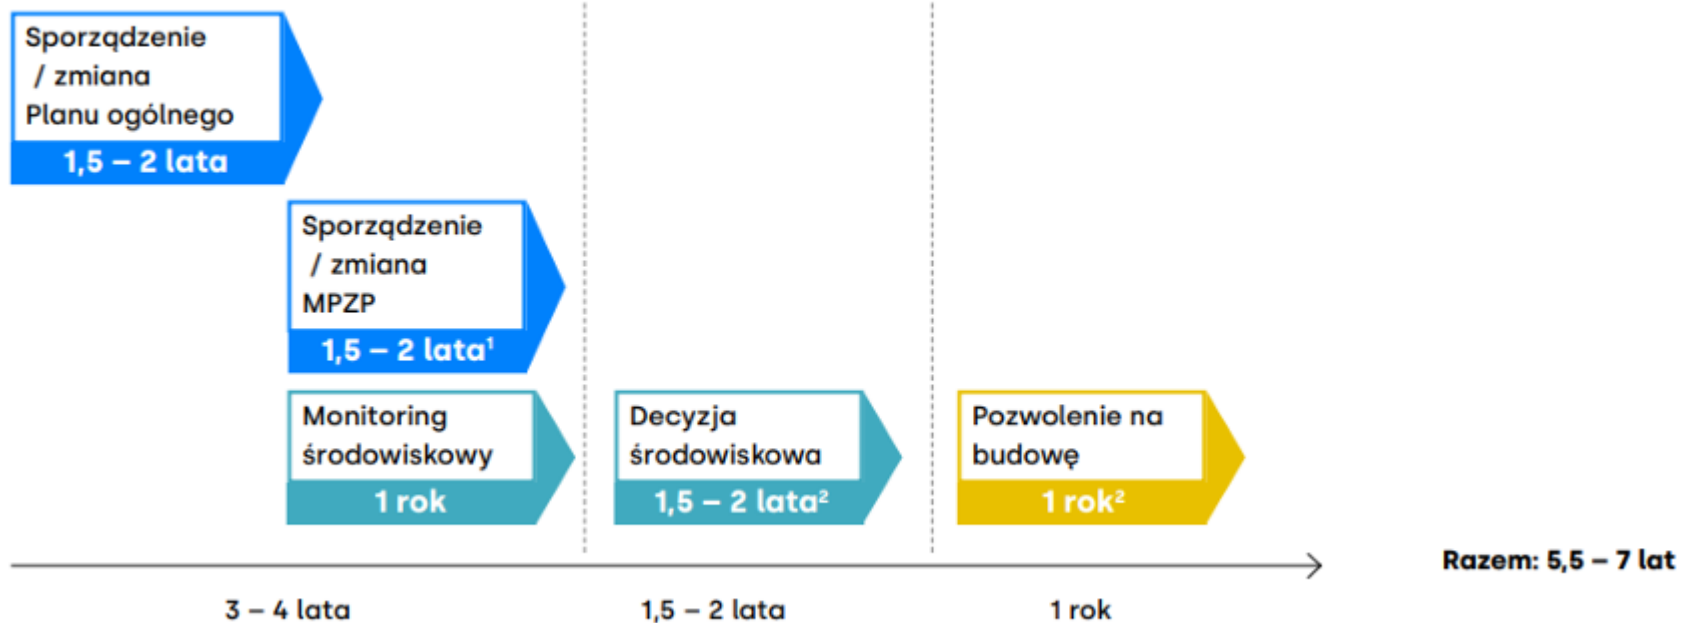 Sporządzenie
/ zmiana
Planu ogólnego
1,5 – 2 lata
Sporządzenie
/ zmiana
MPZP
1,5 – 2 lata¹
Monitoring
środowiskowy
1 rok
Decyzja
środowiskowa
1,5 – 2 lata²
Pozwolenie na
budowę
1 rok²
Razem: 5,5 – 7 lat
3 – 4 lata
1,5 – 2 lata
1 rok